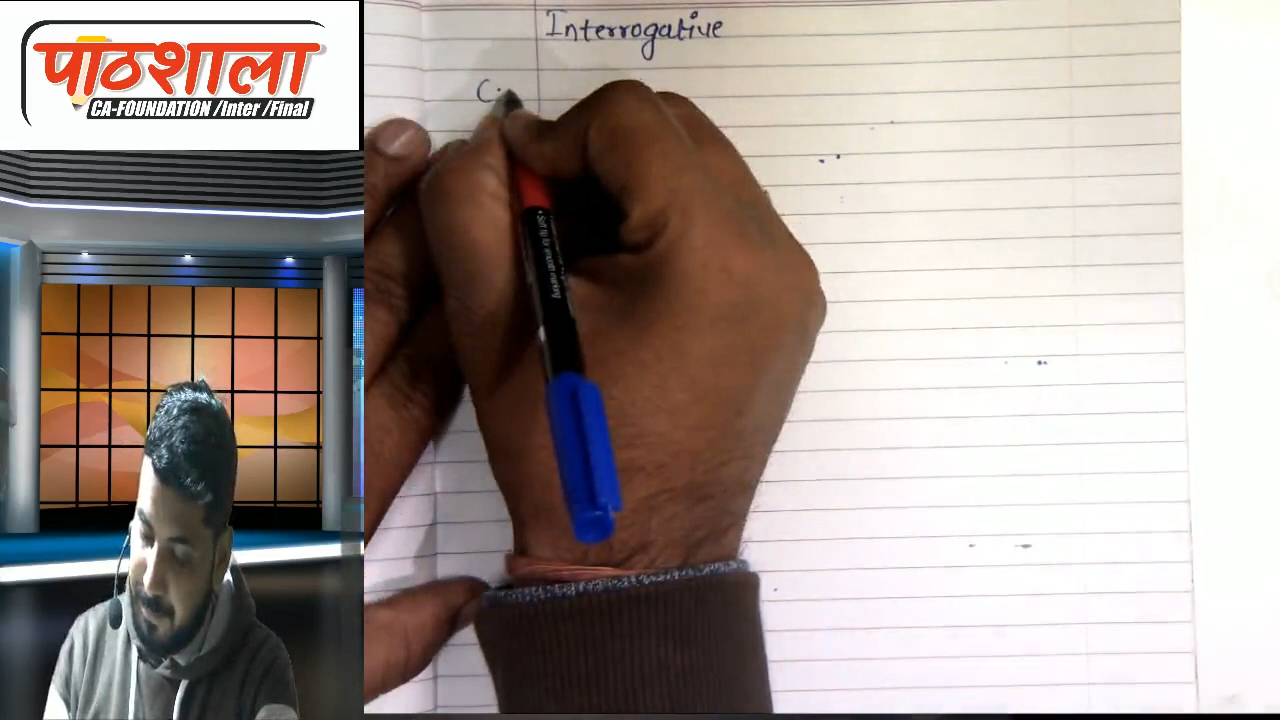 पाठशाला
CA-FOUNDATION /Inter /Final
Interrogative